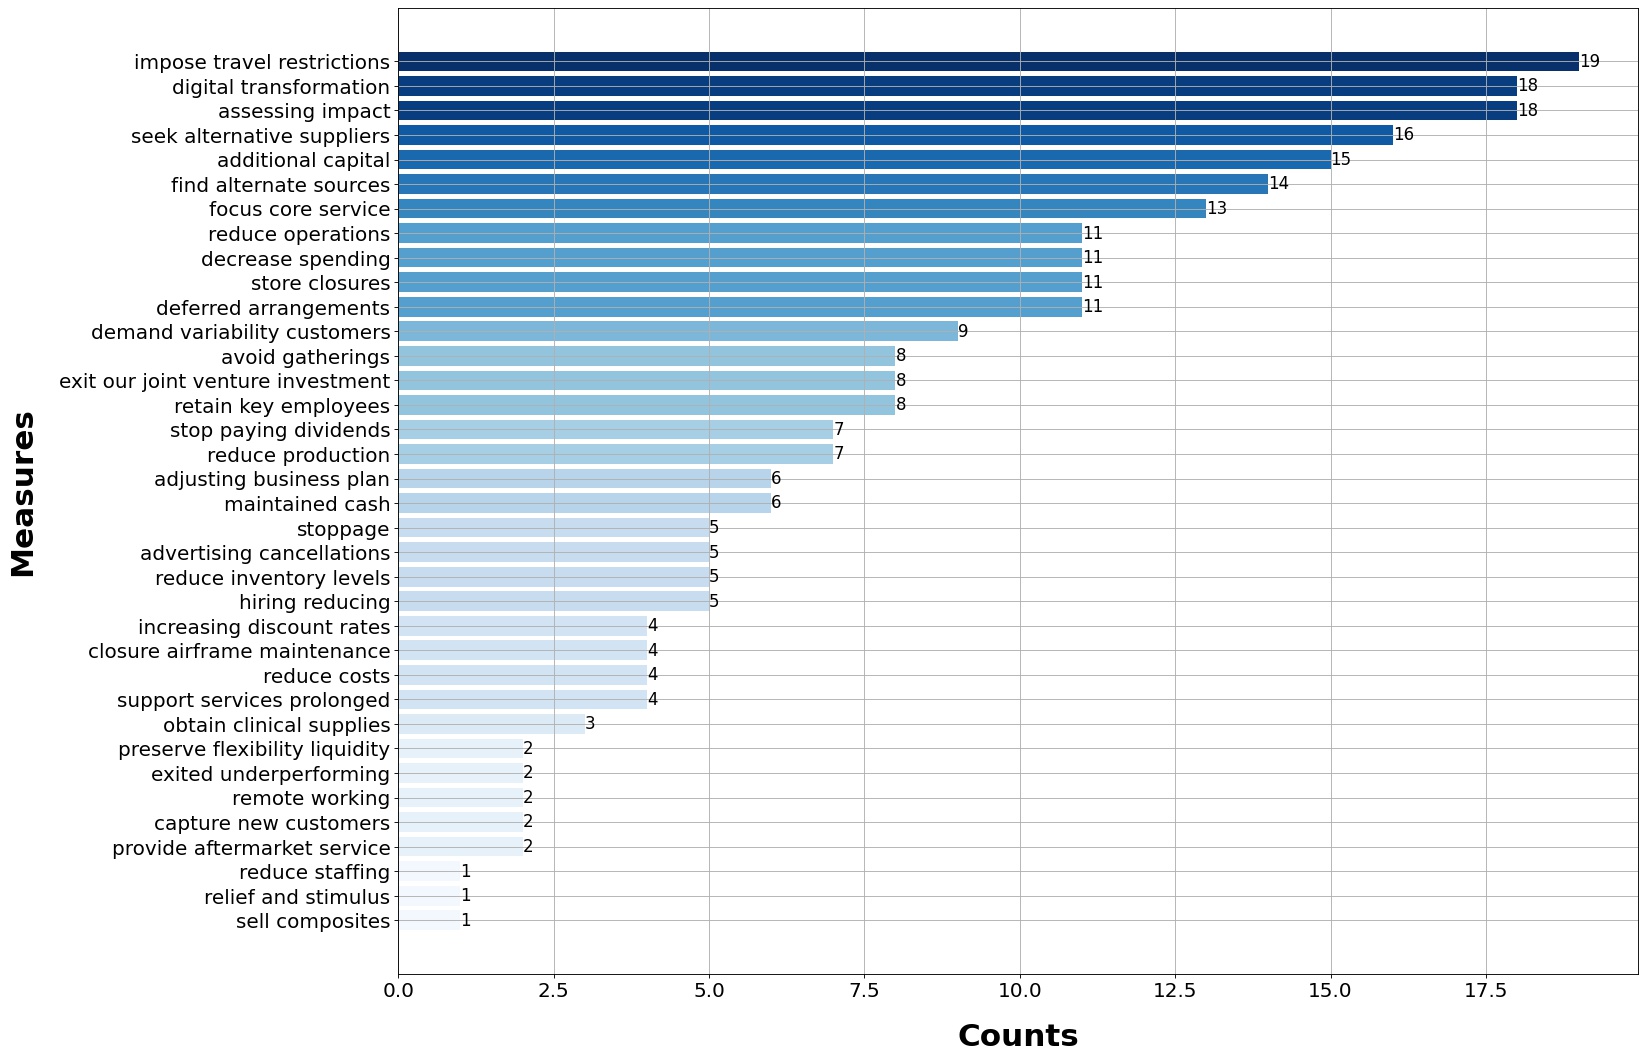 impose travel restrictions 19
digital transformation 18
assessing impact 18
seek alternative suppliers 16
additional capital 15
find alternate sources 14
focus core service 13
reduce operations 11
decrease spending 11
store closures 11
deferred arrangements 11
demand variability customers 9
avoid gatherings 8
exit our joint venture investment 8
retain key employees 8
stop paying dividends 7
reduce production 7
adjusting business plan 6
maintained cash 6
stoppage 5
advertising cancellations 5
reduce inventory levels 5
hiring reducing 5
increasing discount rates 4
closure airframe maintenance 4
reduce costs 4
support services prolonged 4
obtain clinical supplies 3
preserve flexibility liquidity 2
exited underperforming 2
remote working 2
capture new customers 2
provide aftermarket service 2
reduce staffing 1
relief and stimulus 1
sell composites 1
Measures
0.0 2.5 5.0 7.5 10.0 12.5 15.0 17.5
Counts